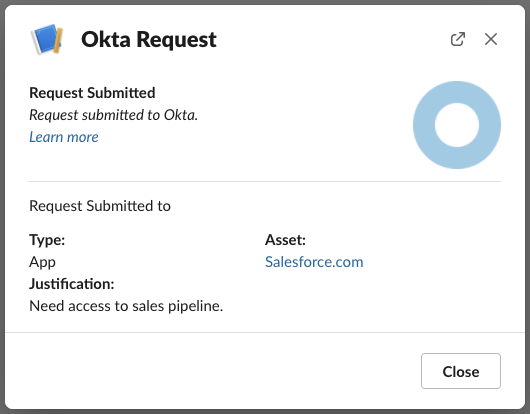 Okta Request
Request Submitted
Request submitted to Okta.
Learn more
Request Submitted to
Type:
App
Asset:
Salesforce.com
Justification:
Need access to sales pipeline.
Close